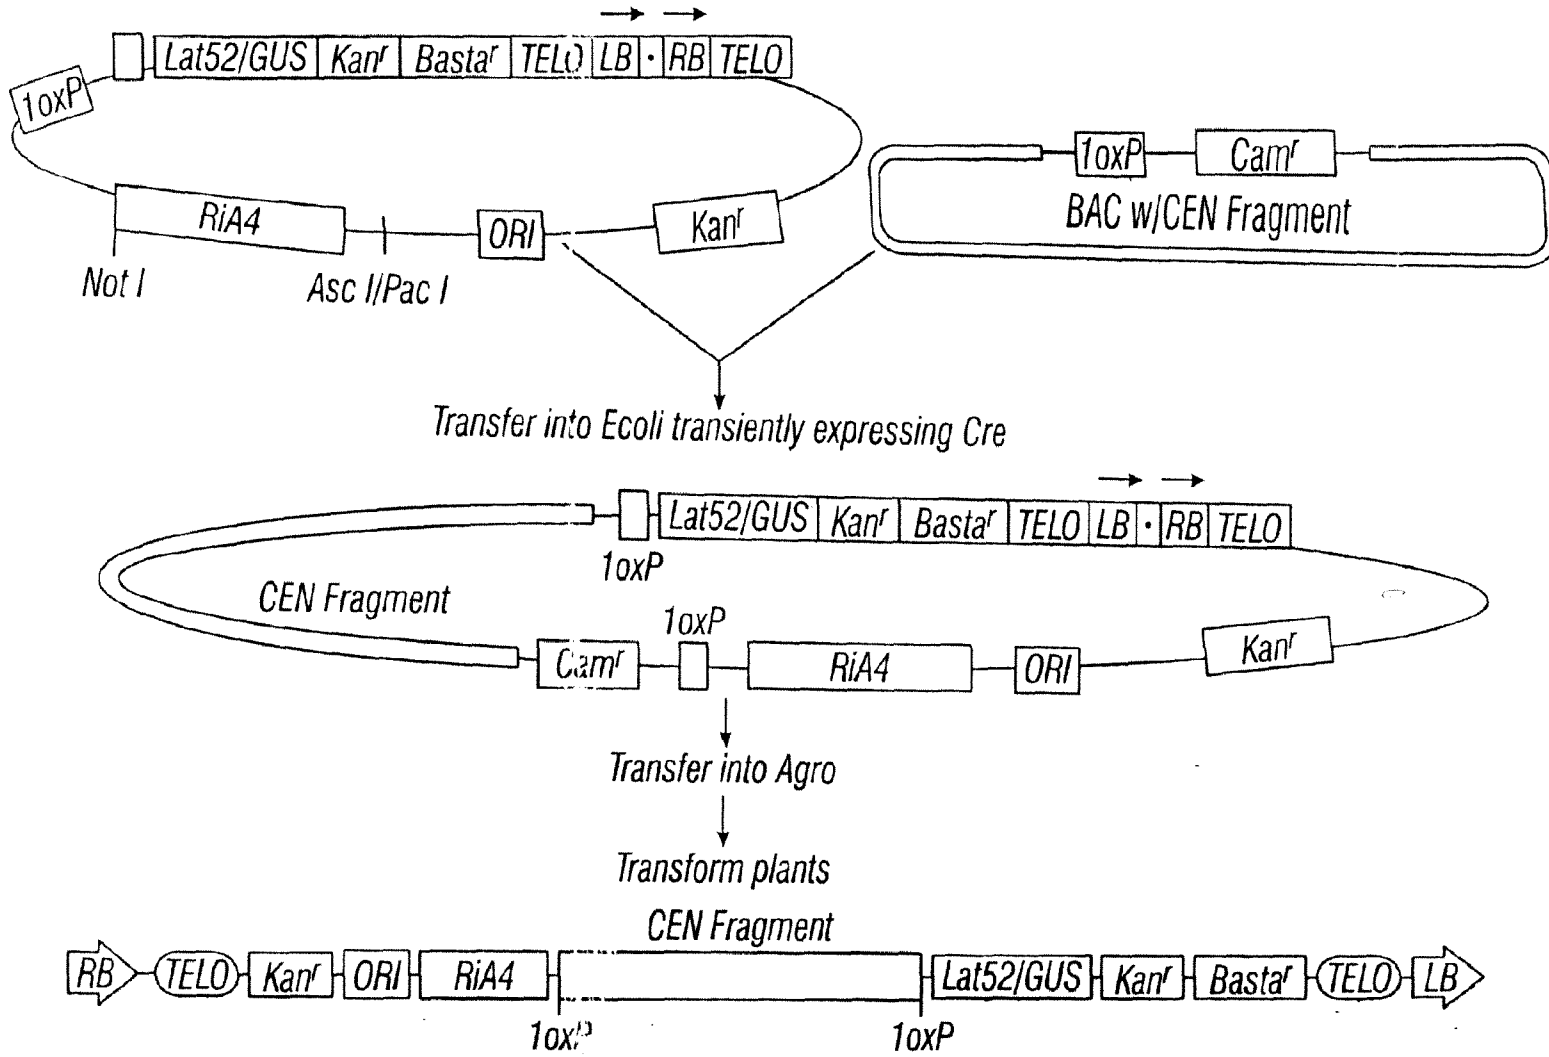 Lat52/GUS Kanʳ Bastaʳ TELO LB · RB TELO
1oxP
1oxP Camʳ
BAC w/CEN Fragment
RiA4 ORI Kanʳ
Not I Asc I/Pac I
Transfer into Ecoli transiently expressing Cre
Lat52/GUS Kanʳ Bastaʳ TELO LB · RB TELO
1oxP
CEN Fragment
1oxP
Camʳ RiA4 ORI Kanʳ
Transfer into Agro
Transform plants
CEN Fragment
RB TELO Kanʳ ORI RiA4 Lat52/GUS Kanʳ Bastaʳ TELO LB
1oxP 1oxP